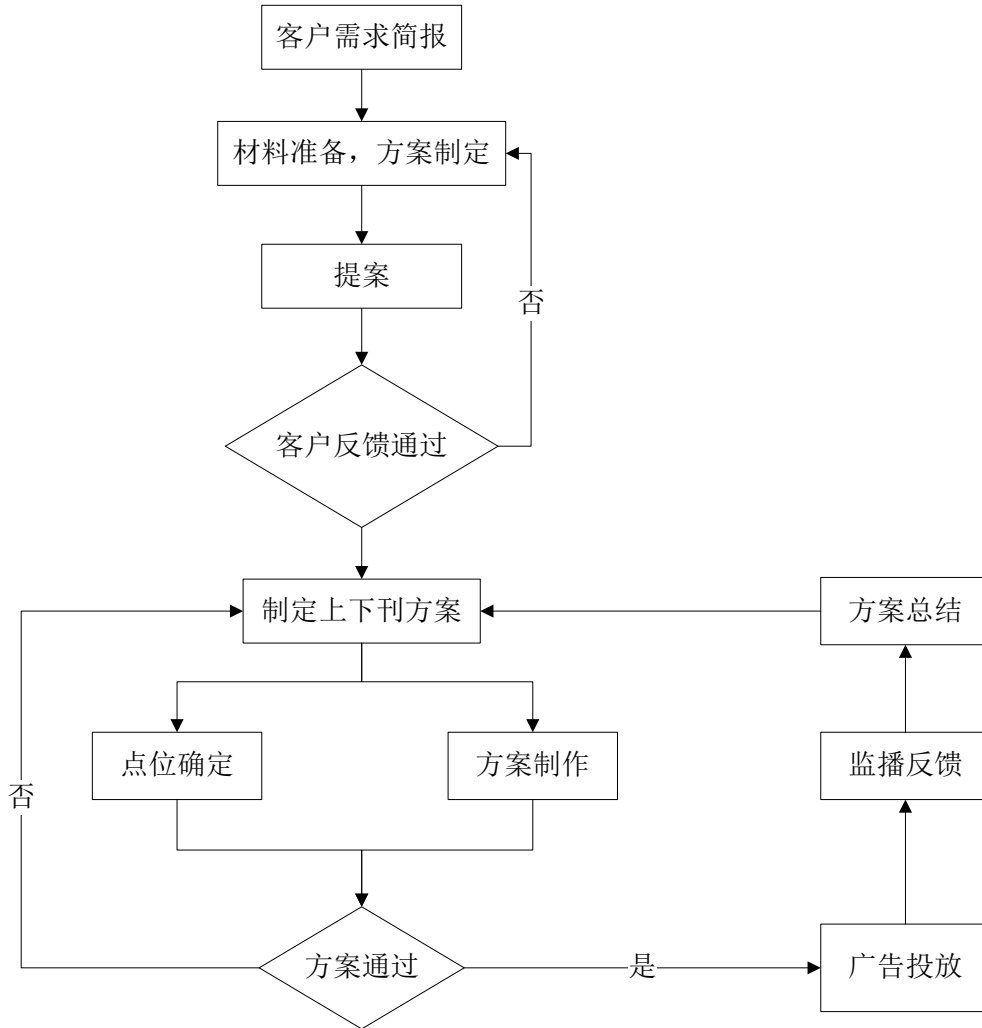 客户需求简报
材料准备，方案制定
提案
否
客户反馈通过
制定上下刊方案
方案总结
点位确定
方案制作
监播反馈
否
方案通过
是
广告投放